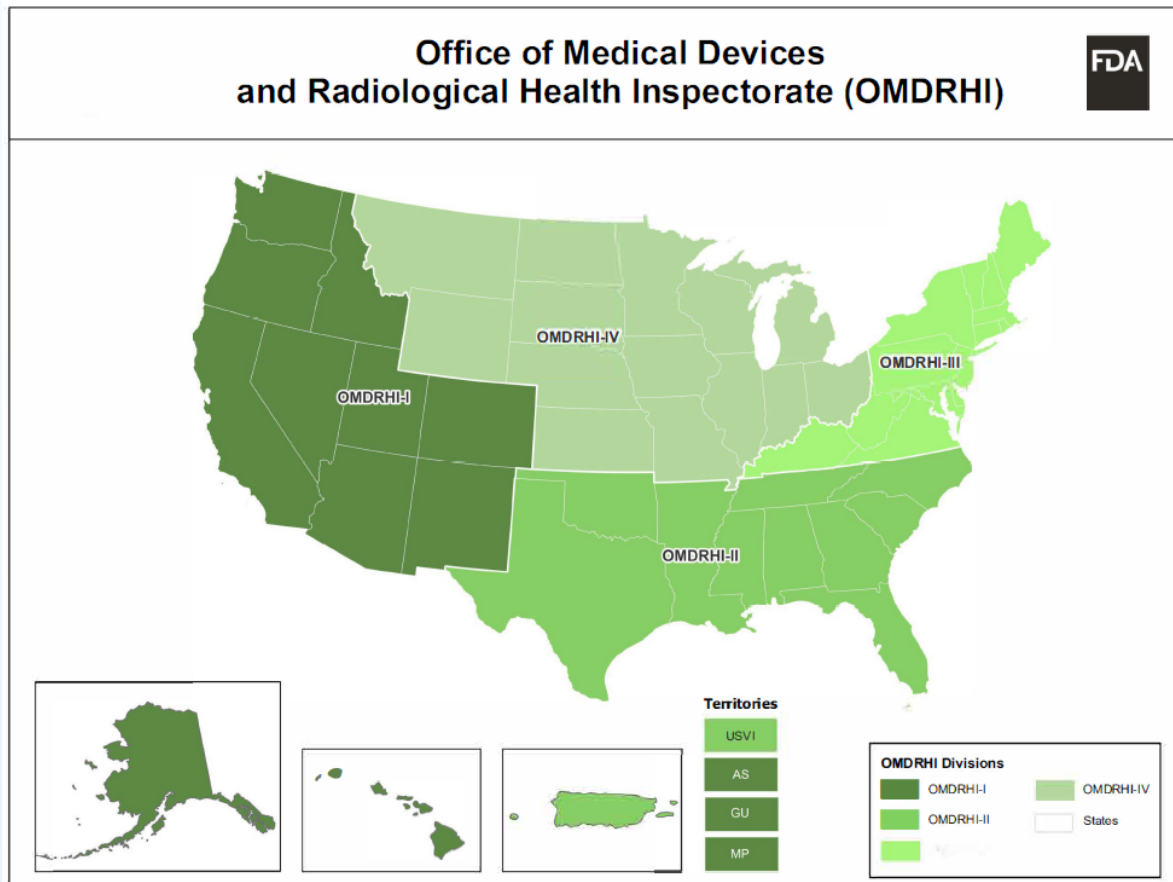 Office of Medical Devices
and Radiological Health Inspectorate (OMDRHI)
FDA
OMDRHI-IV
OMDRHI-III
OMDRHI-I
OMDRHI-II
Territories
USVI
AS
GU
MP
OMDRHI Divisions
OMDRHI-I
OMDRHI-IV
OMDRHI-II
States